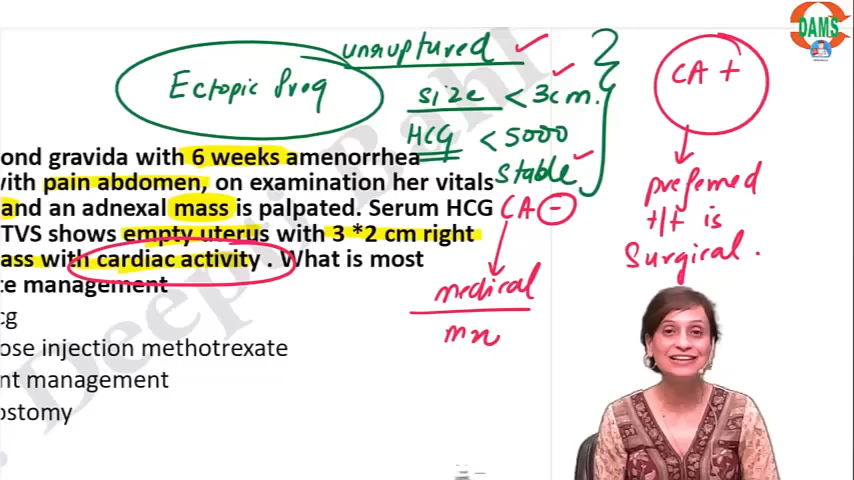 DAMS
unruptured
Ectopic Preg
size < 3cm.
HCG < 5000
Stable
CA +
CA -
preferred
t/t is
Surgical.
medical
mx
ond gravida with 6 weeks amenorrhea
with pain abdomen, on examination her vitals
and an adnexal mass is palpated. Serum HCG
TVS shows empty uterus with 3 *2 cm right
ass with cardiac activity . What is most
te management
cg
ose injection methotrexate
nt management
ostomy
Deepti Bahl